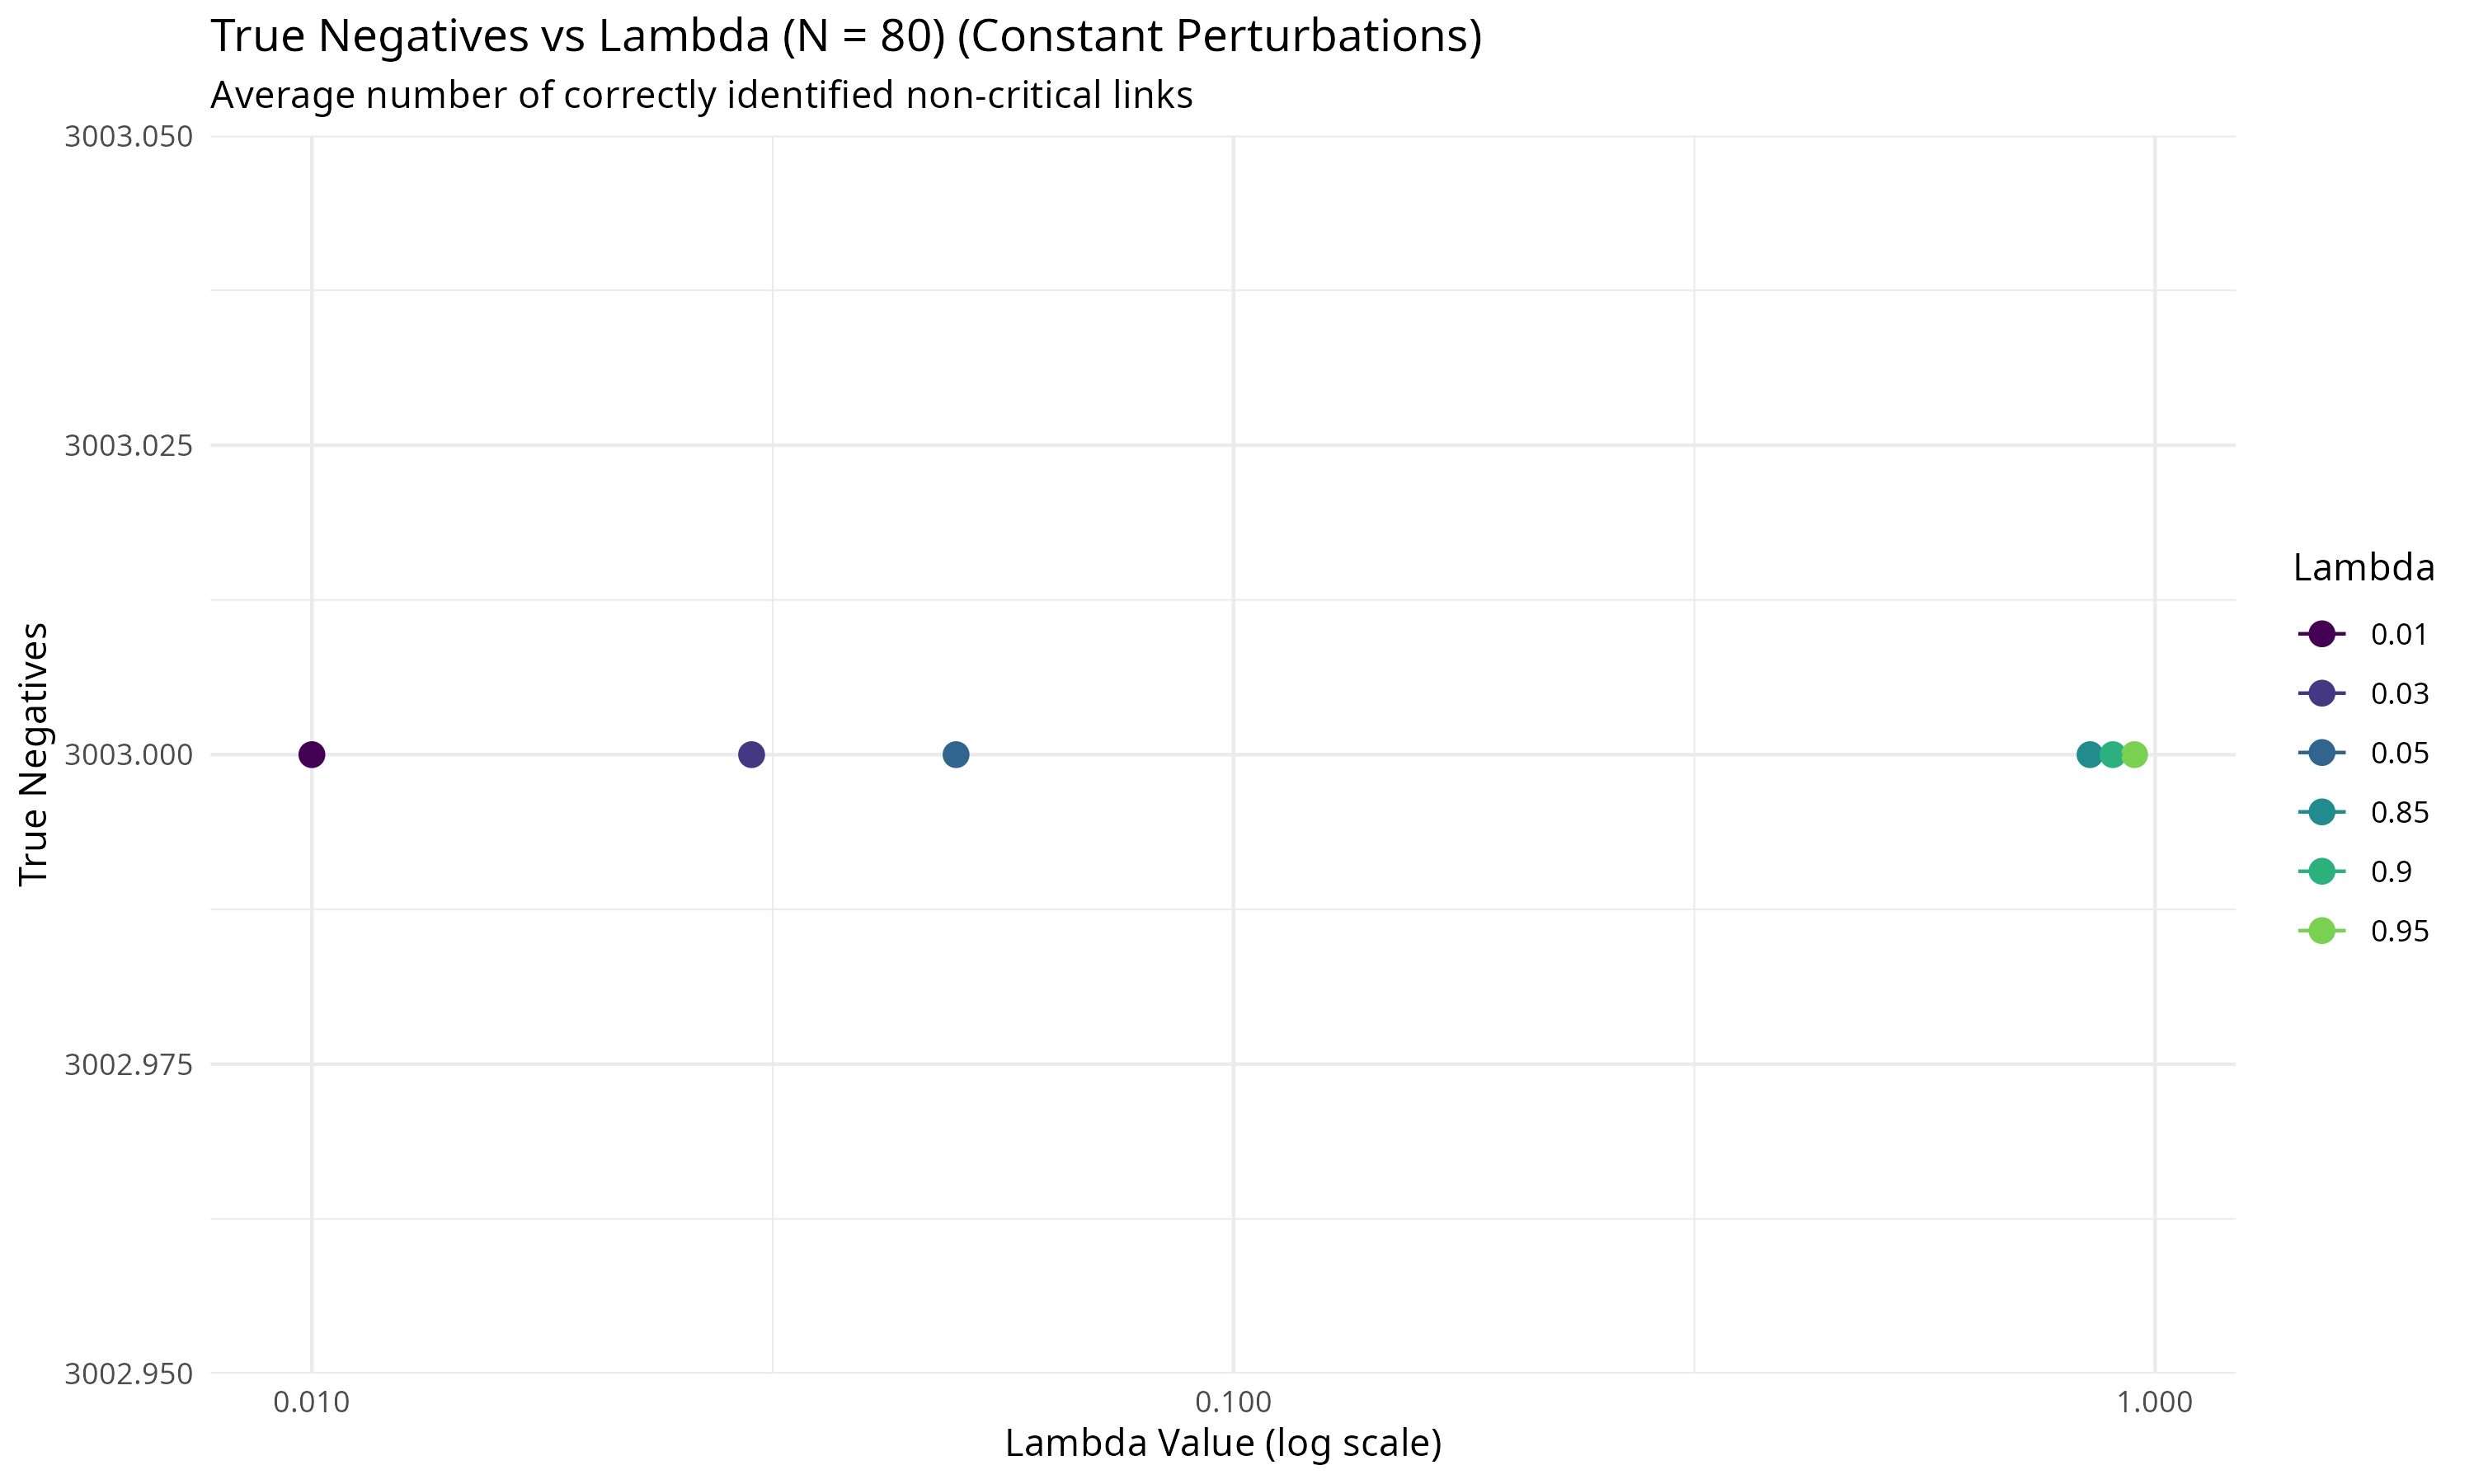 True Negatives vs Lambda (N = 80) (Constant Perturbations)
Average number of correctly identified non-critical links
3003.050
3003.025
3003.000
3002.975
3002.950
True Negatives
0.010
0.100
1.000
Lambda Value (log scale)
Lambda
0.01
0.03
0.05
0.85
0.9
0.95